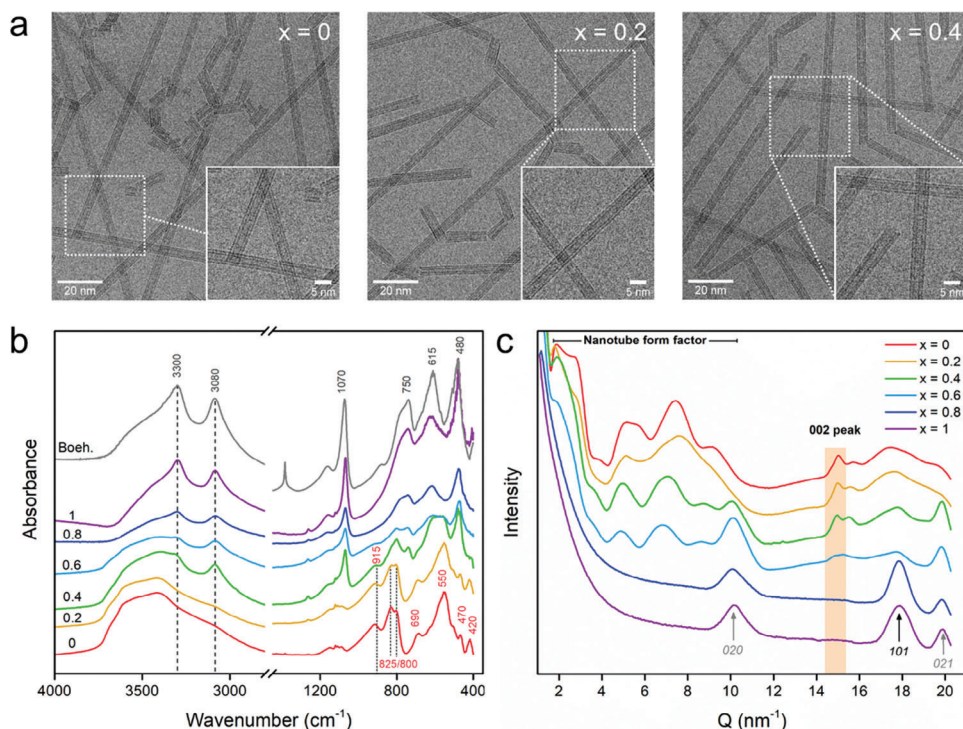 a
x = 0
x = 0.2
x = 0.4
20 nm
5 nm
20 nm
5 nm
20 nm
5 nm
b
3300
3080
1070
750
615
480
Boeh.
1
0.8
0.6
0.4
0.2
0
915
825/800
690
550
470
420
Absorbance
4000
3000
1200
800
400
Wavenumber (cm⁻¹)
c
Nanotube form factor
x = 0
x = 0.2
x = 0.4
x = 0.6
x = 0.8
x = 1
002 peak
020
101
021
Intensity
2
4
6
8
10
12
14
16
18
20
Q (nm⁻¹)